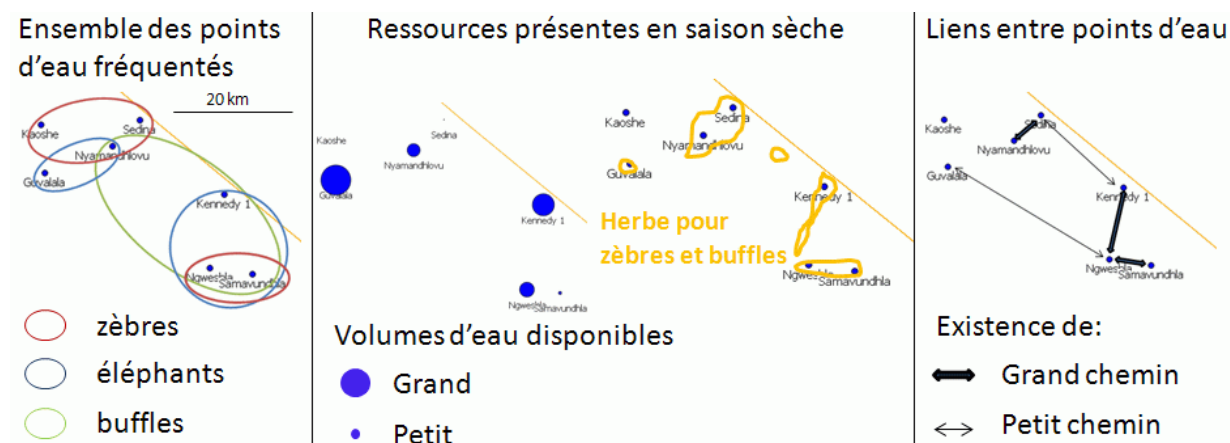 Ensemble des points
d'eau fréquentés
20 km
Kaoshe
Sedina
Nyamandhlovu
Guvalala
Kennedy 1
Ngweshla
Samavundhla
zèbres
éléphants
buffles
Ressources présentes en saison sèche
Kaoshe
Sedina
Nyamandhlovu
Guvalala
Kennedy 1
Ngweshla
Samavundhla
Kaoshe
Sedina
Nyamandhlovu
Guvalala
Kennedy 1
Herbe pour
zèbres et buffles
Ngweshla
Samavundhla
Volumes d'eau disponibles
Grand
Petit
Liens entre points d'eau
Kaoshe
Sedina
Nyamandhlovu
Guvalala
Kennedy 1
Ngweshla
Samavundhla
Existence de:
Grand chemin
Petit chemin